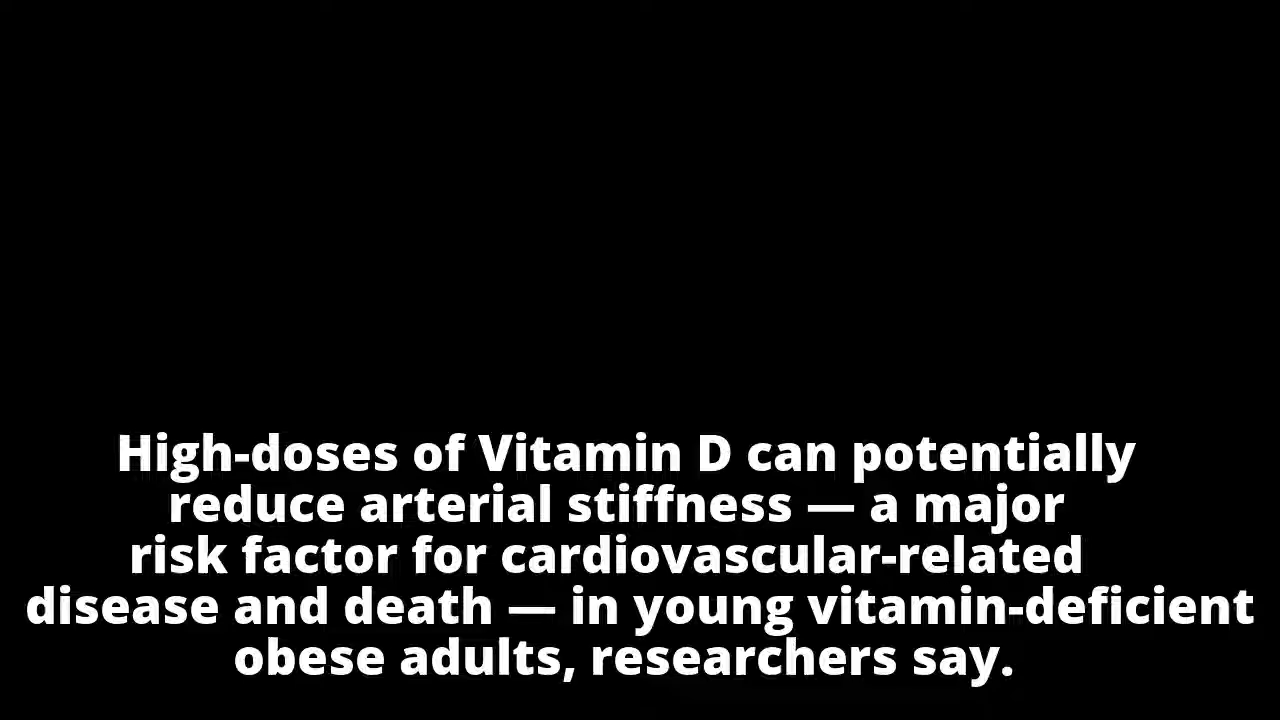 High-doses of Vitamin D can potentially
reduce arterial stiffness — a major
risk factor for cardiovascular-related
disease and death — in young vitamin-deficient
obese adults, researchers say.